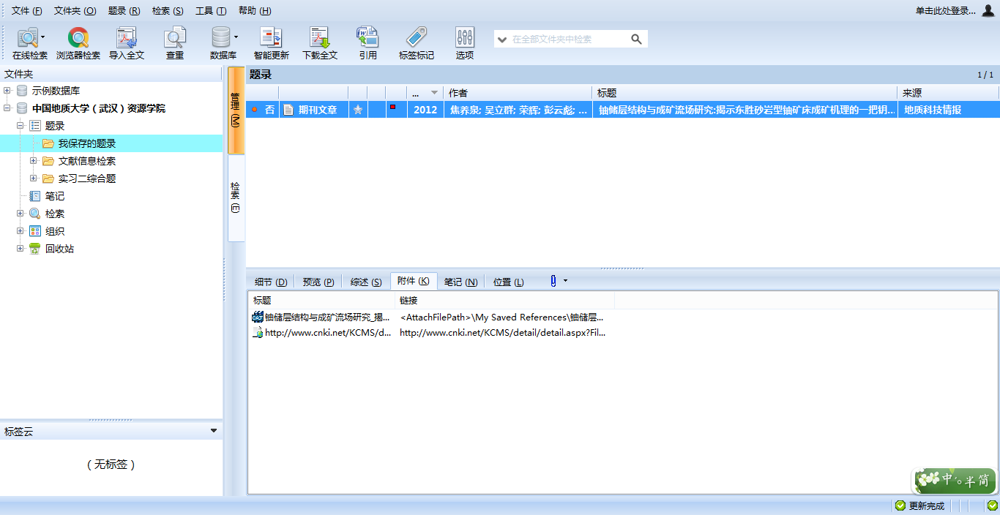 文件 (F) 文件夹 (O) 题录 (R) 检索 (S) 工具 (T) 帮助 (H) 单击此处登录...
在线检索 浏览器检索 导入全文 查重 数据库 智能更新 下载全文 引用 标签标记 选项 在全部文件夹中检索
文件夹
示例数据库
中国地质大学（武汉）资源学院
题录
我保存的题录
文献信息检索
实习二综合题
笔记
检索
组织
回收站
标签云
（无标签）
管理 (M)
检索 (E)
题录 1 / 1
... 作者 标题 来源
否 期刊文章 2012 焦养泉; 吴立群; 荣辉; 彭云彪; ... 铀储层结构与成矿流场研究:揭示东胜砂岩型铀矿床成矿机理的一把钥... 地质科技情报
细节 (D) 预览 (P) 综述 (S) 附件 (K) 笔记 (N) 位置 (L)
标题 链接
铀储层结构与成矿流场研究_揭... <AttachFilePath>\My Saved References\铀储层...
http://www.cnki.net/KCMS/d... http://www.cnki.net/KCMS/detail/detail.aspx?Fil...
中 半 简
更新完成